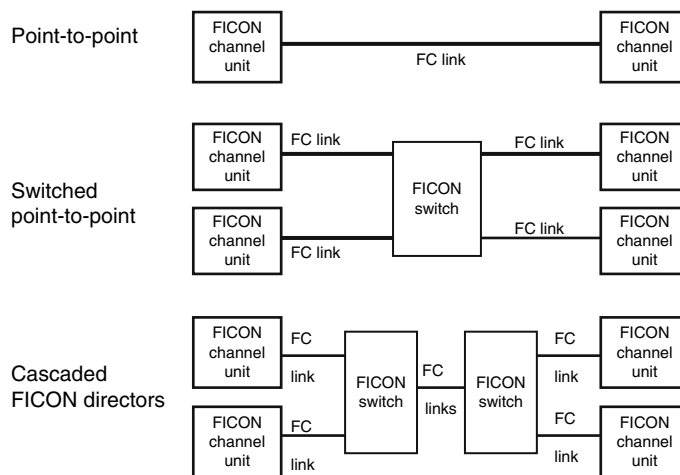 Point-to-point
FICON
channel
unit
FC link
FICON
channel
unit
Switched
point-to-point
FICON
channel
unit
FC link
FICON
switch
FC link
FICON
channel
unit
FICON
channel
unit
FC link
FC link
FICON
channel
unit
Cascaded
FICON directors
FICON
channel
unit
FC
link
FICON
switch
FC
links
FICON
switch
FC
link
FICON
channel
unit
FICON
channel
unit
FC
link
FC
link
FICON
channel
unit